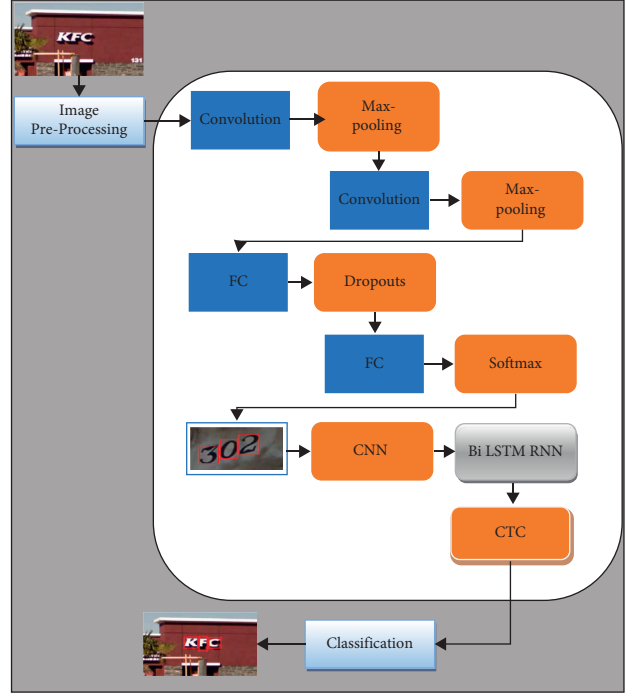 KFC
131
Image
Pre-Processing
Convolution
Max-
pooling
Convolution
Max-
pooling
FC
Dropouts
FC
Softmax
302
CNN
Bi LSTM RNN
CTC
KFC
Classification